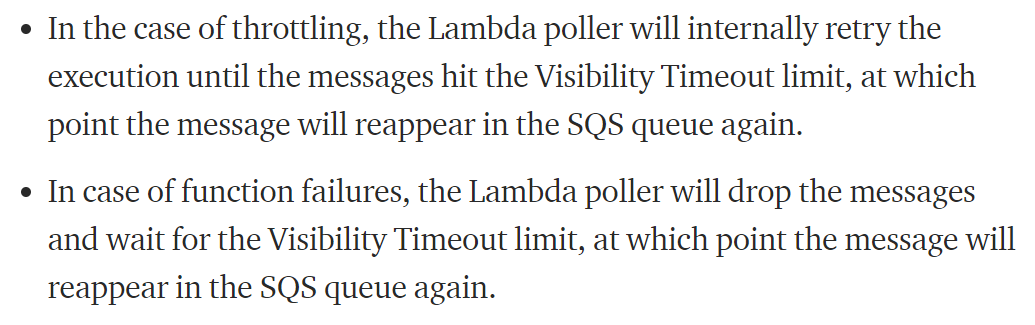 • In the case of throttling, the Lambda poller will internally retry the
execution until the messages hit the Visibility Timeout limit, at which
point the message will reappear in the SQS queue again.
• In case of function failures, the Lambda poller will drop the messages
and wait for the Visibility Timeout limit, at which point the message will
reappear in the SQS queue again.